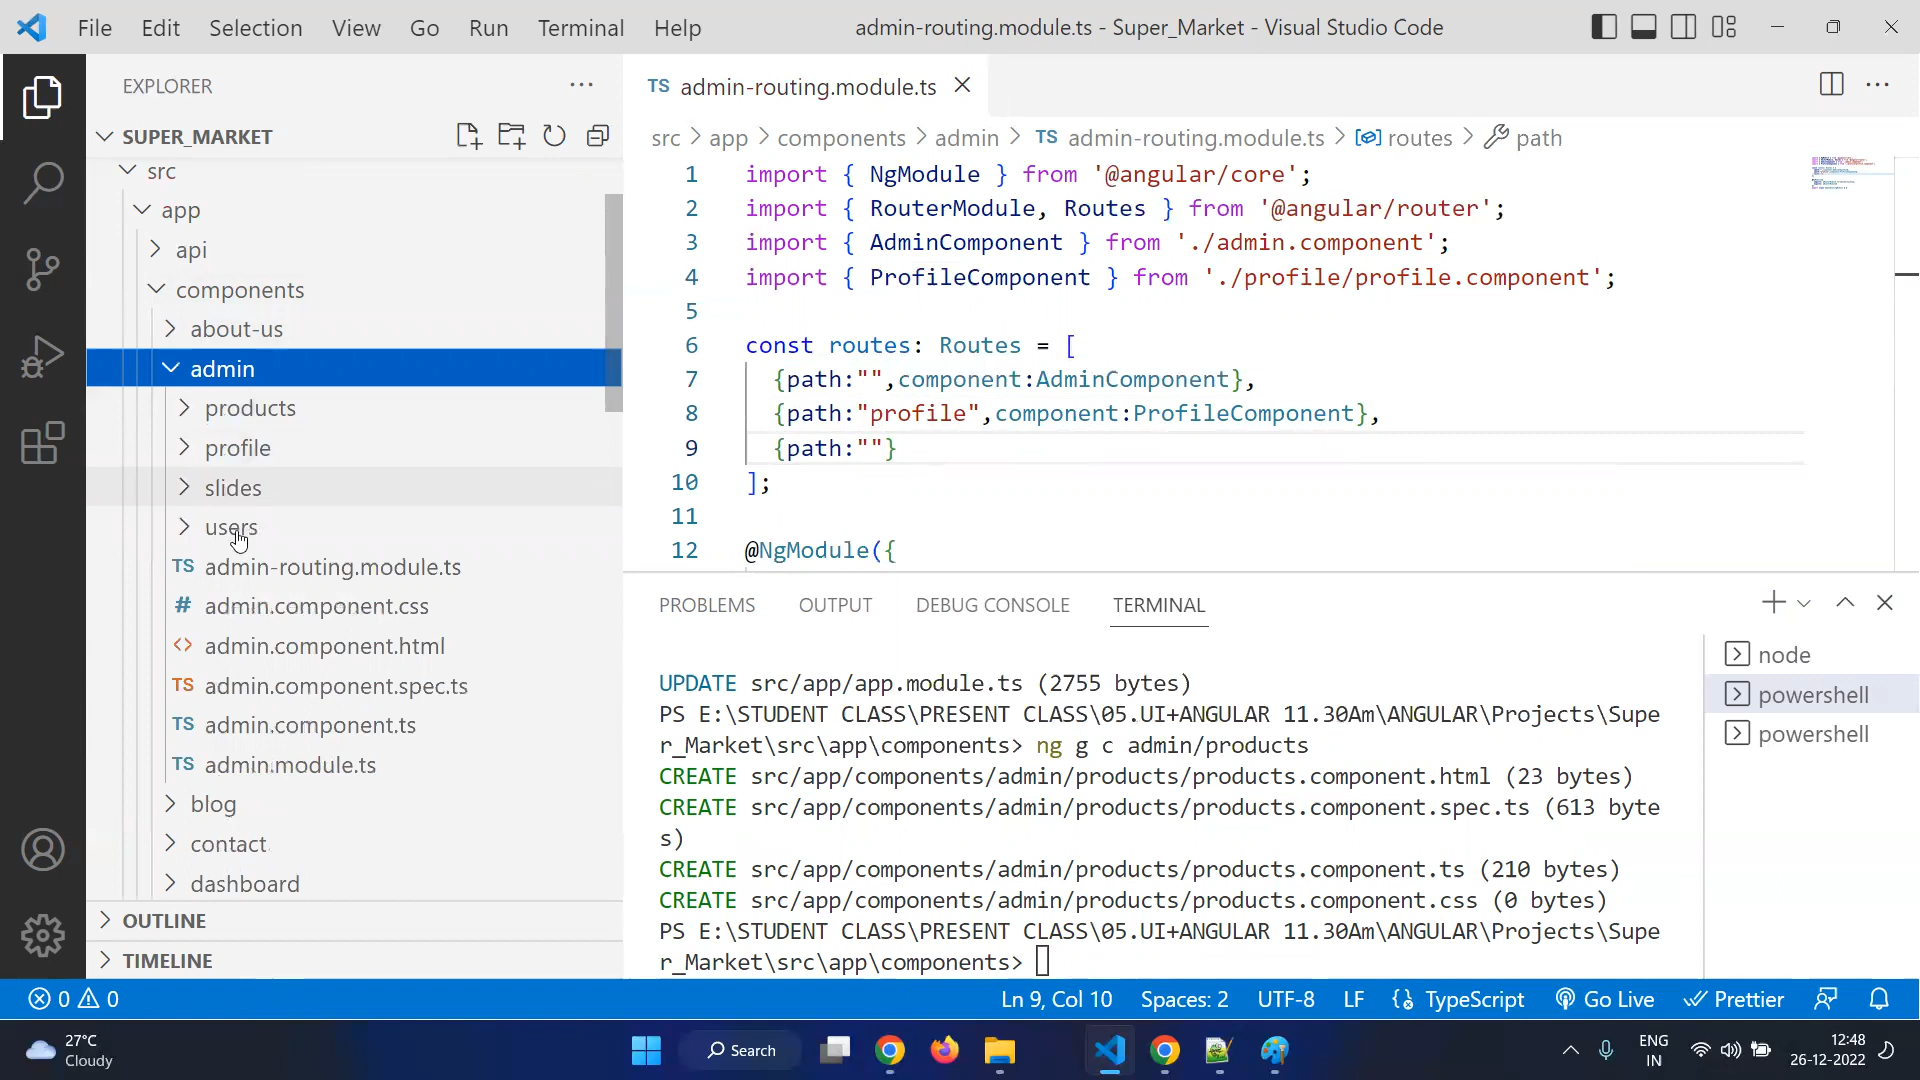 File Edit Selection View Go Run Terminal Help
admin-routing.module.ts - Super_Market - Visual Studio Code
EXPLORER
SUPER_MARKET
src
app
api
components
about-us
admin
products
profile
slides
users
TS admin-routing.module.ts
# admin.component.css
<> admin.component.html
TS admin.component.spec.ts
TS admin.component.ts
TS admin.module.ts
blog
contact
dashboard
OUTLINE
TIMELINE
TS admin-routing.module.ts
src > app > components > admin > TS admin-routing.module.ts > routes > path
1 import { NgModule } from '@angular/core';
2 import { RouterModule, Routes } from '@angular/router';
3 import { AdminComponent } from './admin.component';
4 import { ProfileComponent } from './profile/profile.component';
5
6 const routes: Routes = [
7 {path:"",component:AdminComponent},
8 {path:"profile",component:ProfileComponent},
9 {path:""}
10 ];
11
12 @NgModule({
PROBLEMS OUTPUT DEBUG CONSOLE TERMINAL
UPDATE src/app/app.module.ts (2755 bytes)
PS E:\STUDENT CLASS\PRESENT CLASS\05.UI+ANGULAR 11.30Am\ANGULAR\Projects\Supe
r_Market\src\app\components> ng g c admin/products
CREATE src/app/components/admin/products/products.component.html (23 bytes)
CREATE src/app/components/admin/products/products.component.spec.ts (613 byte
s)
CREATE src/app/components/admin/products/products.component.ts (210 bytes)
CREATE src/app/components/admin/products/products.component.css (0 bytes)
PS E:\STUDENT CLASS\PRESENT CLASS\05.UI+ANGULAR 11.30Am\ANGULAR\Projects\Supe
r_Market\src\app\components>
node
powershell
powershell
0 0
Ln 9, Col 10 Spaces: 2 UTF-8 LF TypeScript Go Live Prettier
27°C
Cloudy
Search
ENG
IN
12:48
26-12-2022